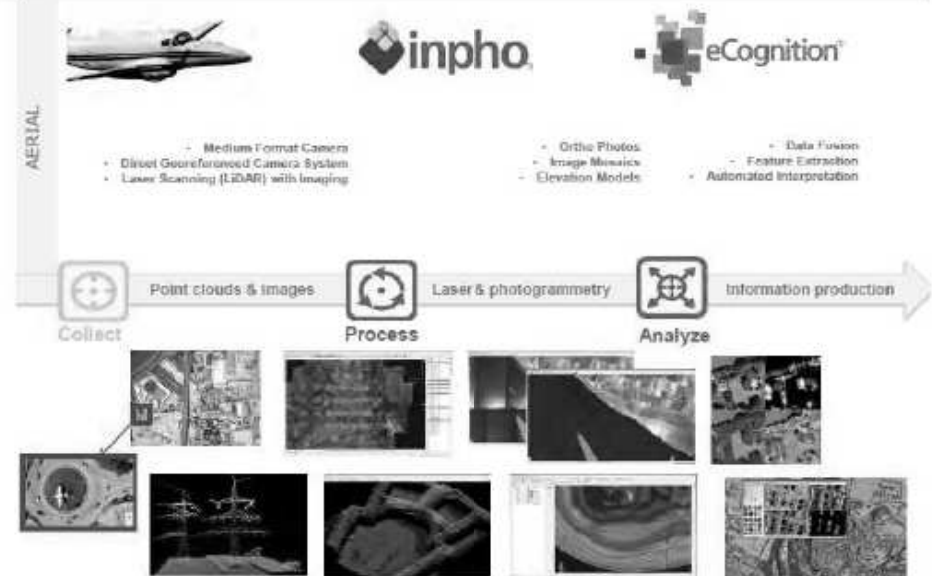 inpho
eCognition
AERIAL
- Medium Format Camera
- Direct Georeferenced Camera System
- Laser Scanning (LiDAR) with Imaging
- Ortho Photos
- Image Mosaics
- Elevation Models
- Data Fusion
- Feature Extraction
- Automated Interpretation
Point clouds & images
Laser & photogrammetry
Information production
Collect
Process
Analyze